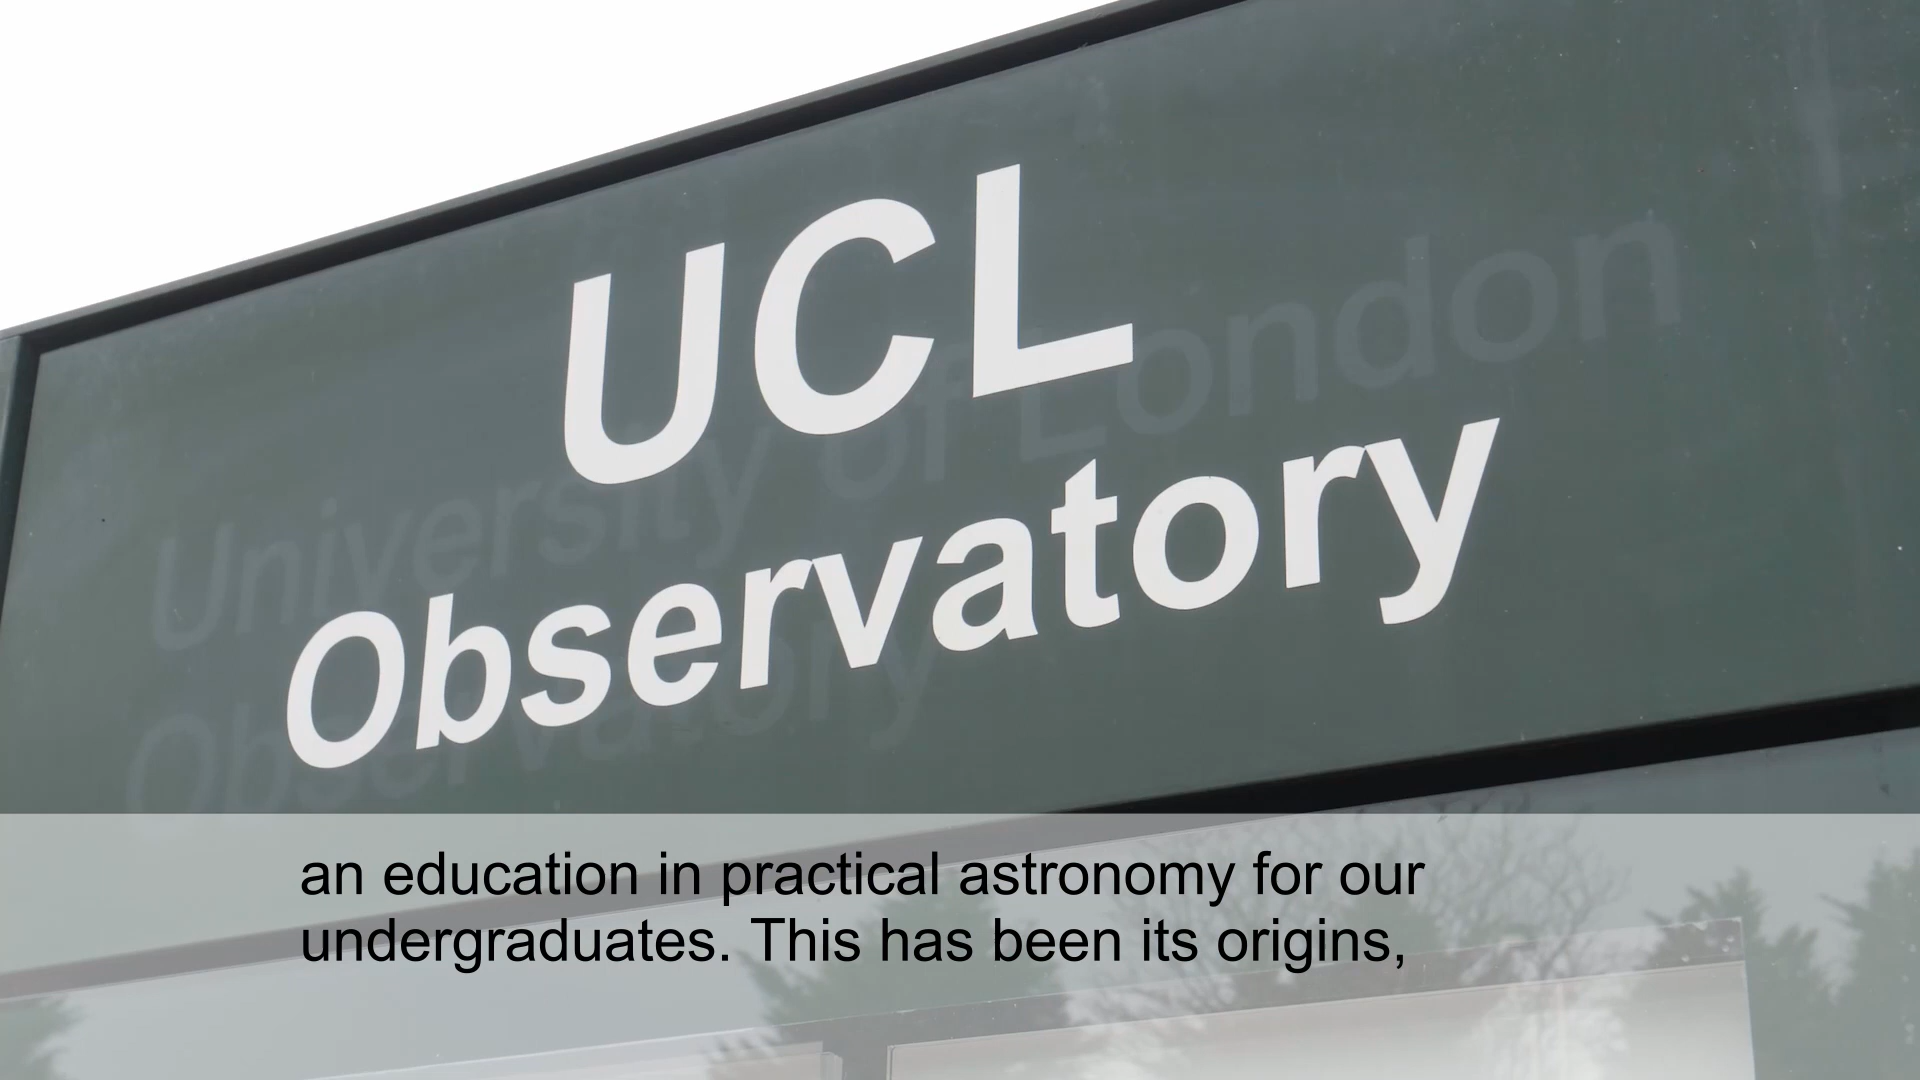 UCL
University of London
Observatory
Observatory
an education in practical astronomy for our
undergraduates. This has been its origins,